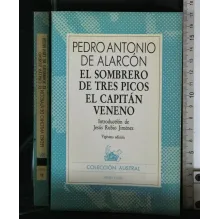 PEDRO ANTONIO
DE ALARCÓN
EL SOMBRERO
DE TRES PICOS
EL CAPITÁN
VENENO
Introducción de
Jesús Rubio Jiménez
COLECCIÓN AUSTRAL